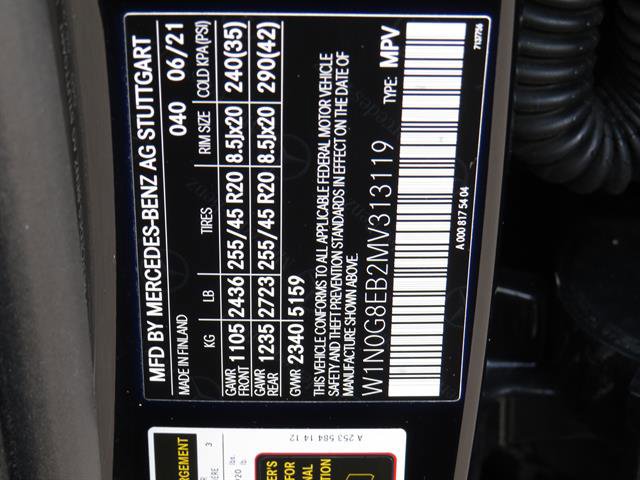 MFD BY MERCEDES-BENZ AG STUTTGART
MADE IN FINLAND 040 06/21
KG LB TIRES RIM SIZE COLD KPA(PSI)
GAWR FRONT 1105 2436 255/45 R20 8.5Jx20 240(35)
GAWR REAR 1235 2723 255/45 R20 8.5Jx20 290(42)
GVWR 2340 5159
THIS VEHICLE CONFORMS TO ALL APPLICABLE FEDERAL MOTOR VEHICLE
SAFETY AND THEFT PREVENTION STANDARDS IN EFFECT ON THE DATE OF
MANUFACTURE SHOWN ABOVE.
W1N0G8EB2MV313119 TYPE: MPV
A 000 817 54 04 7137756
A 253 584 14 12